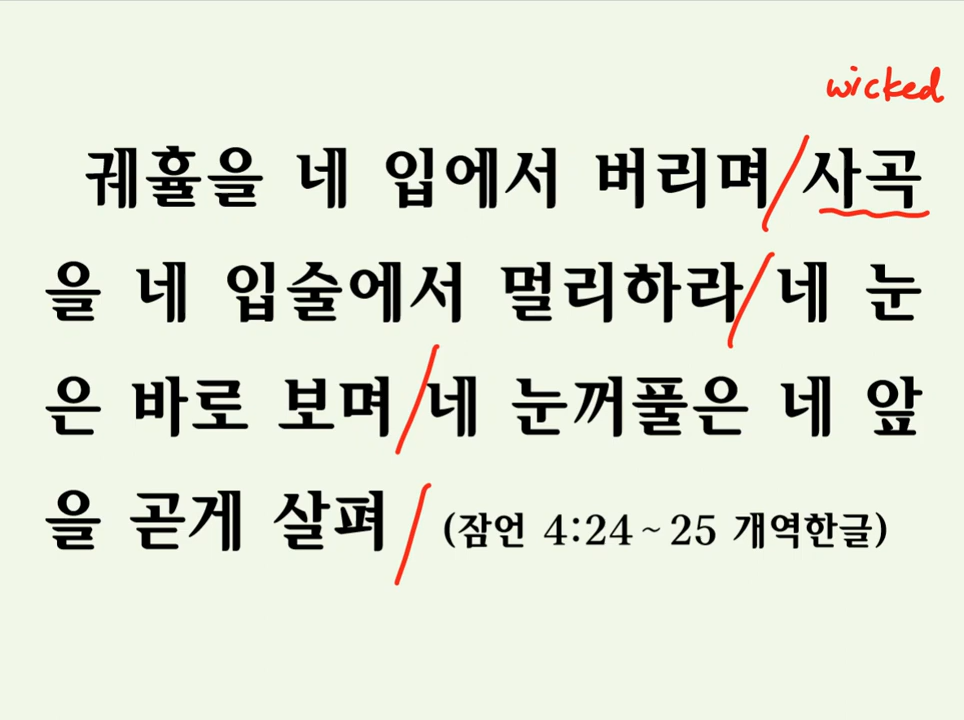 wicked
궤휼을 네 입에서 버리며/사곡
을 네 입술에서 멀리하라/네 눈
은 바로 보며/네 눈꺼풀은 네 앞
을 곧게 살펴/(잠언 4:24~25 개역한글)